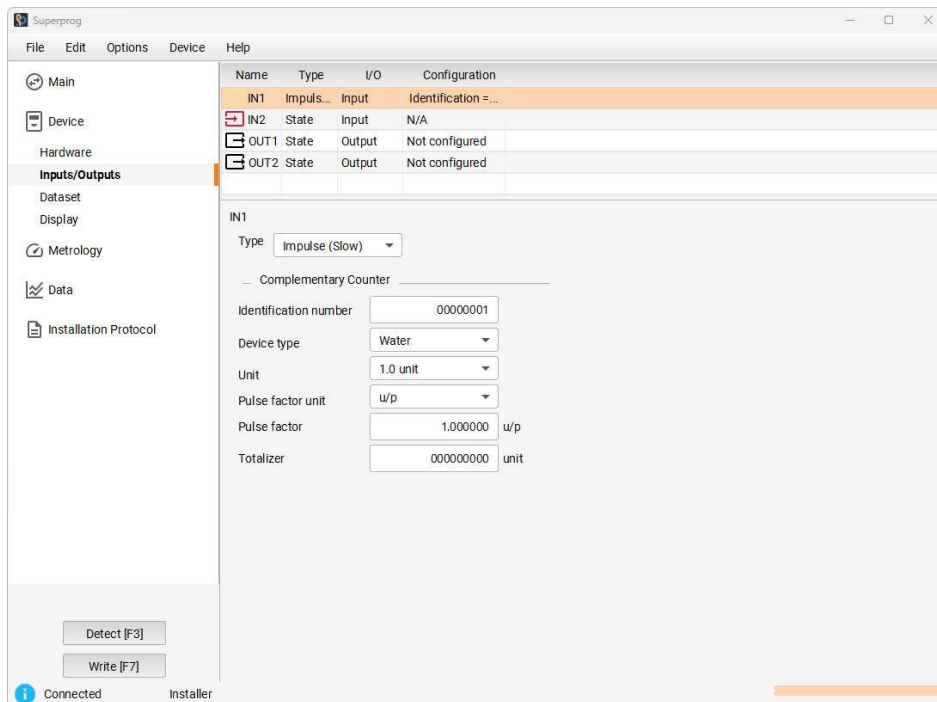 Superprog
File Edit Options Device Help
Main
Device
Hardware
Inputs/Outputs
Dataset
Display
Metrology
Data
Installation Protocol
Name Type I/O Configuration
IN1 Impuls... Input Identification =...
IN2 State Input N/A
OUT1 State Output Not configured
OUT2 State Output Not configured
IN1
Type Impulse (Slow)
Complementary Counter
Identification number 00000001
Device type Water
Unit 1.0 unit
Pulse factor unit u/p
Pulse factor 1.000000 u/p
Totalizer 000000000 unit
Detect [F3]
Write [F7]
Connected Installer